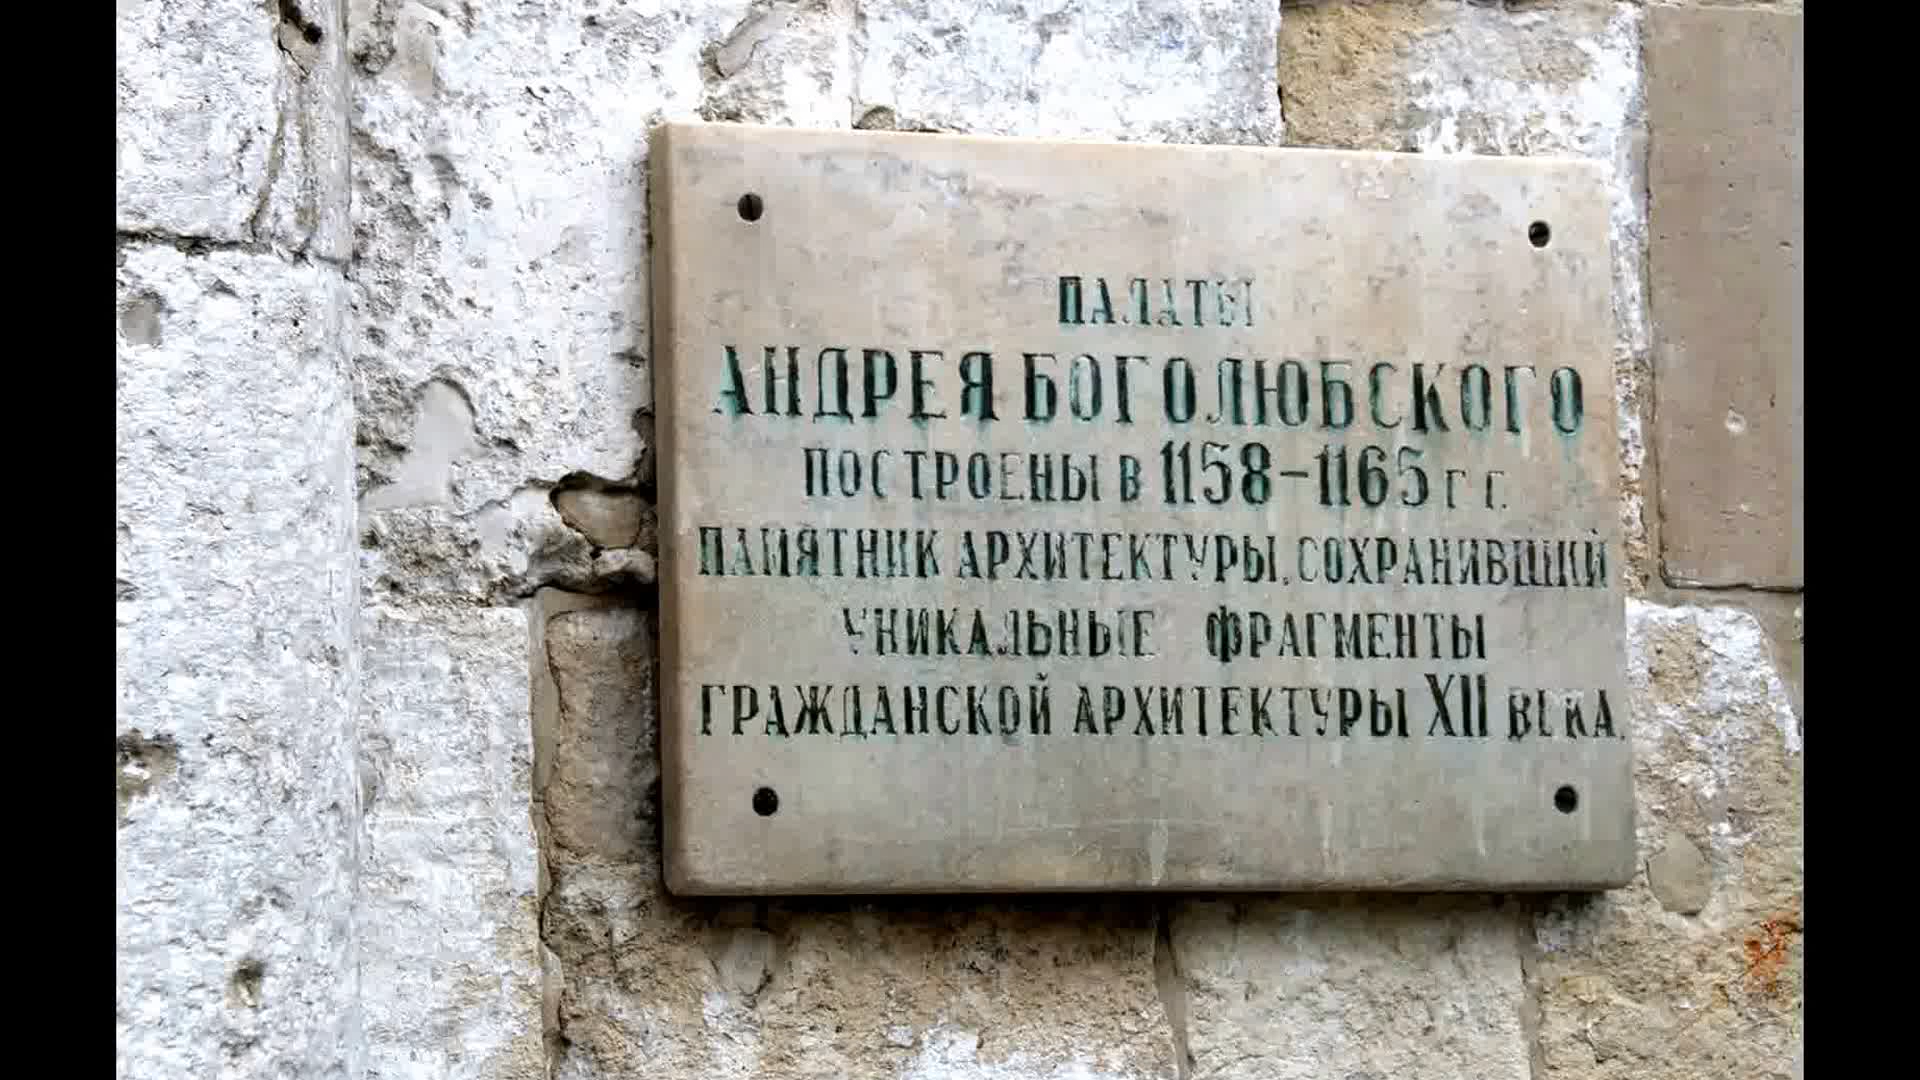 ПАЛАТЫ
АНДРЕЯ БОГОЛЮБСКОГО
ПОСТРОЕНЫ В 1158-1165 Г Г.
ПАМЯТНИК АРХИТЕКТУРЫ, СОХРАНИВШИЙ
УНИКАЛЬНЫЕ ФРАГМЕНТЫ
ГРАЖДАНСКОЙ АРХИТЕКТУРЫ XII ВЕКА.